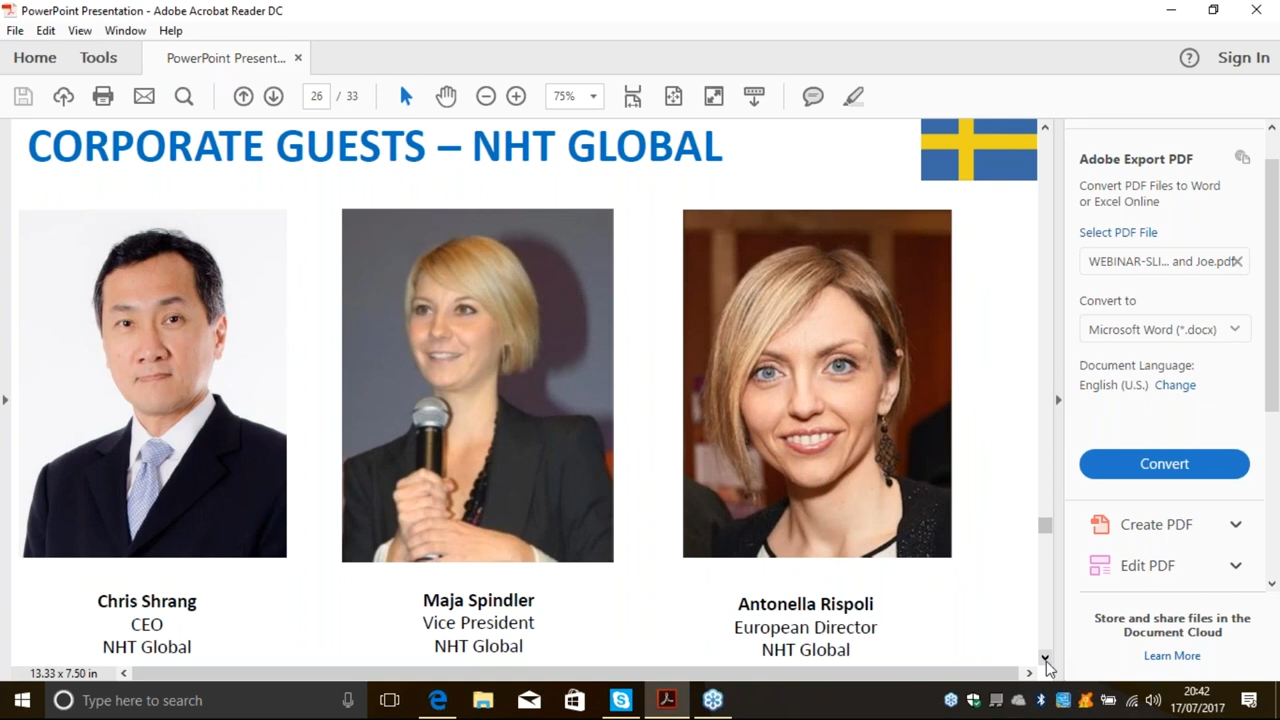 PowerPoint Presentation - Adobe Acrobat Reader DC
File Edit View Window Help
Home Tools PowerPoint Present... × Sign In
26 / 33 75%
CORPORATE GUESTS – NHT GLOBAL
Chris Shrang
CEO
NHT Global
Maja Spindler
Vice President
NHT Global
Antonella Rispoli
European Director
NHT Global
13.33 x 7.50 in
Adobe Export PDF
Convert PDF Files to Word
or Excel Online
Select PDF File
WEBINAR-SLI... and Joe.pdf
Convert to
Microsoft Word (*.docx)
Document Language:
English (U.S.) Change
Convert
Create PDF
Edit PDF
Store and share files in the
Document Cloud
Learn More
Type here to search
20:42
17/07/2017